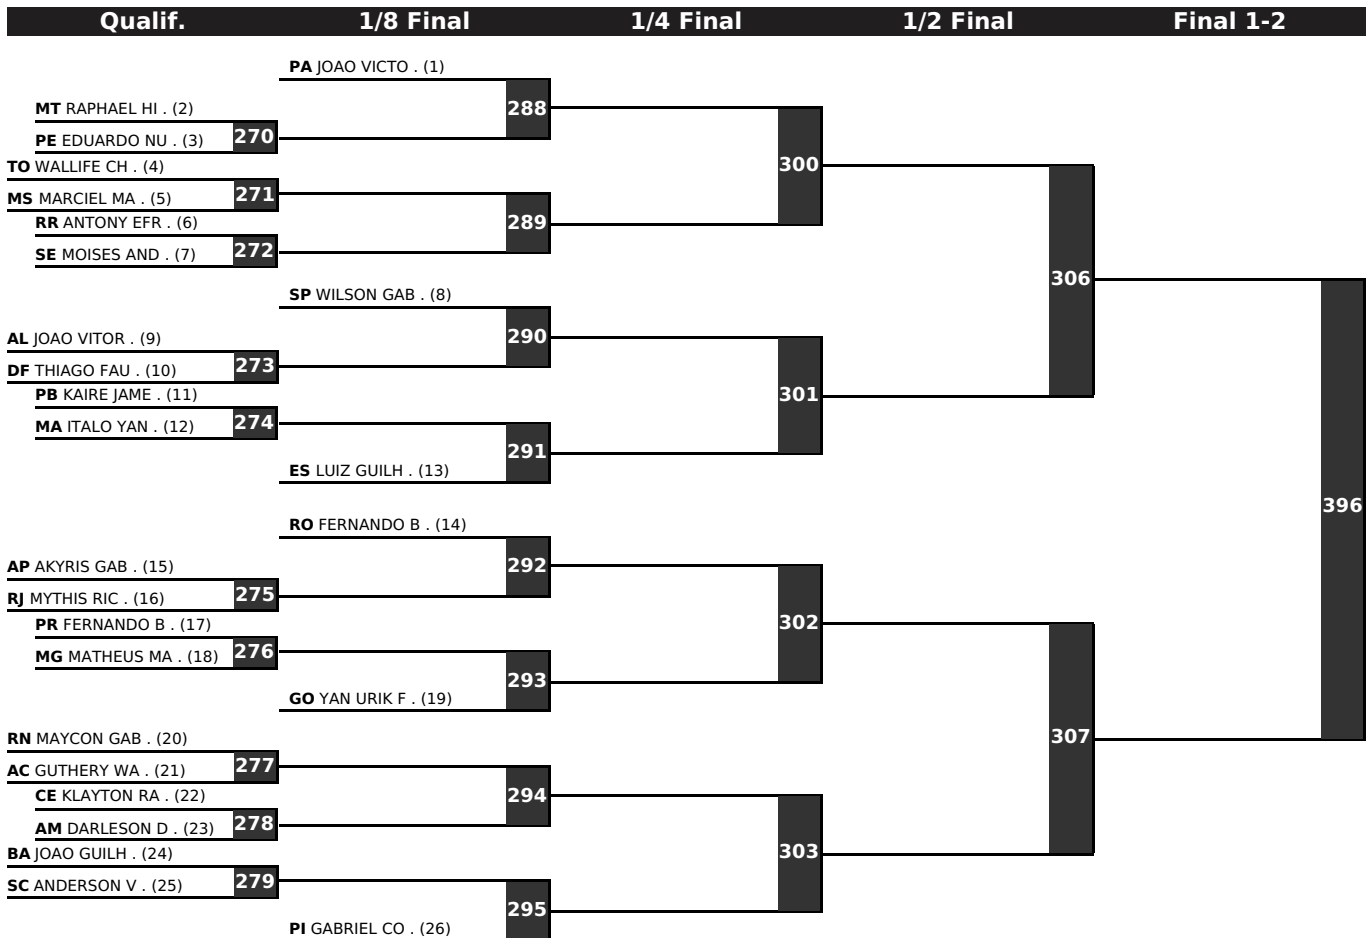 Qualif. 1/8 Final 1/4 Final 1/2 Final Final 1-2
PA JOAO VICTO . (1)
288
MT RAPHAEL HI . (2)
270
PE EDUARDO NU . (3)
300
TO WALLIFE CH . (4)
271
MS MARCIEL MA . (5)
289
RR ANTONY EFR . (6)
272
SE MOISES AND . (7)
306
SP WILSON GAB . (8)
290
AL JOAO VITOR . (9)
273
DF THIAGO FAU . (10)
301
PB KAIRE JAME . (11)
274
MA ITALO YAN . (12)
291
ES LUIZ GUILH . (13)
396
RO FERNANDO B . (14)
292
AP AKYRIS GAB . (15)
275
RJ MYTHIS RIC . (16)
302
PR FERNANDO B . (17)
276
MG MATHEUS MA . (18)
293
GO YAN URIK F . (19)
307
RN MAYCON GAB . (20)
277
AC GUTHERY WA . (21)
294
CE KLAYTON RA . (22)
278
AM DARLESON D . (23)
303
BA JOAO GUILH . (24)
279
SC ANDERSON V . (25)
295
PI GABRIEL CO . (26)